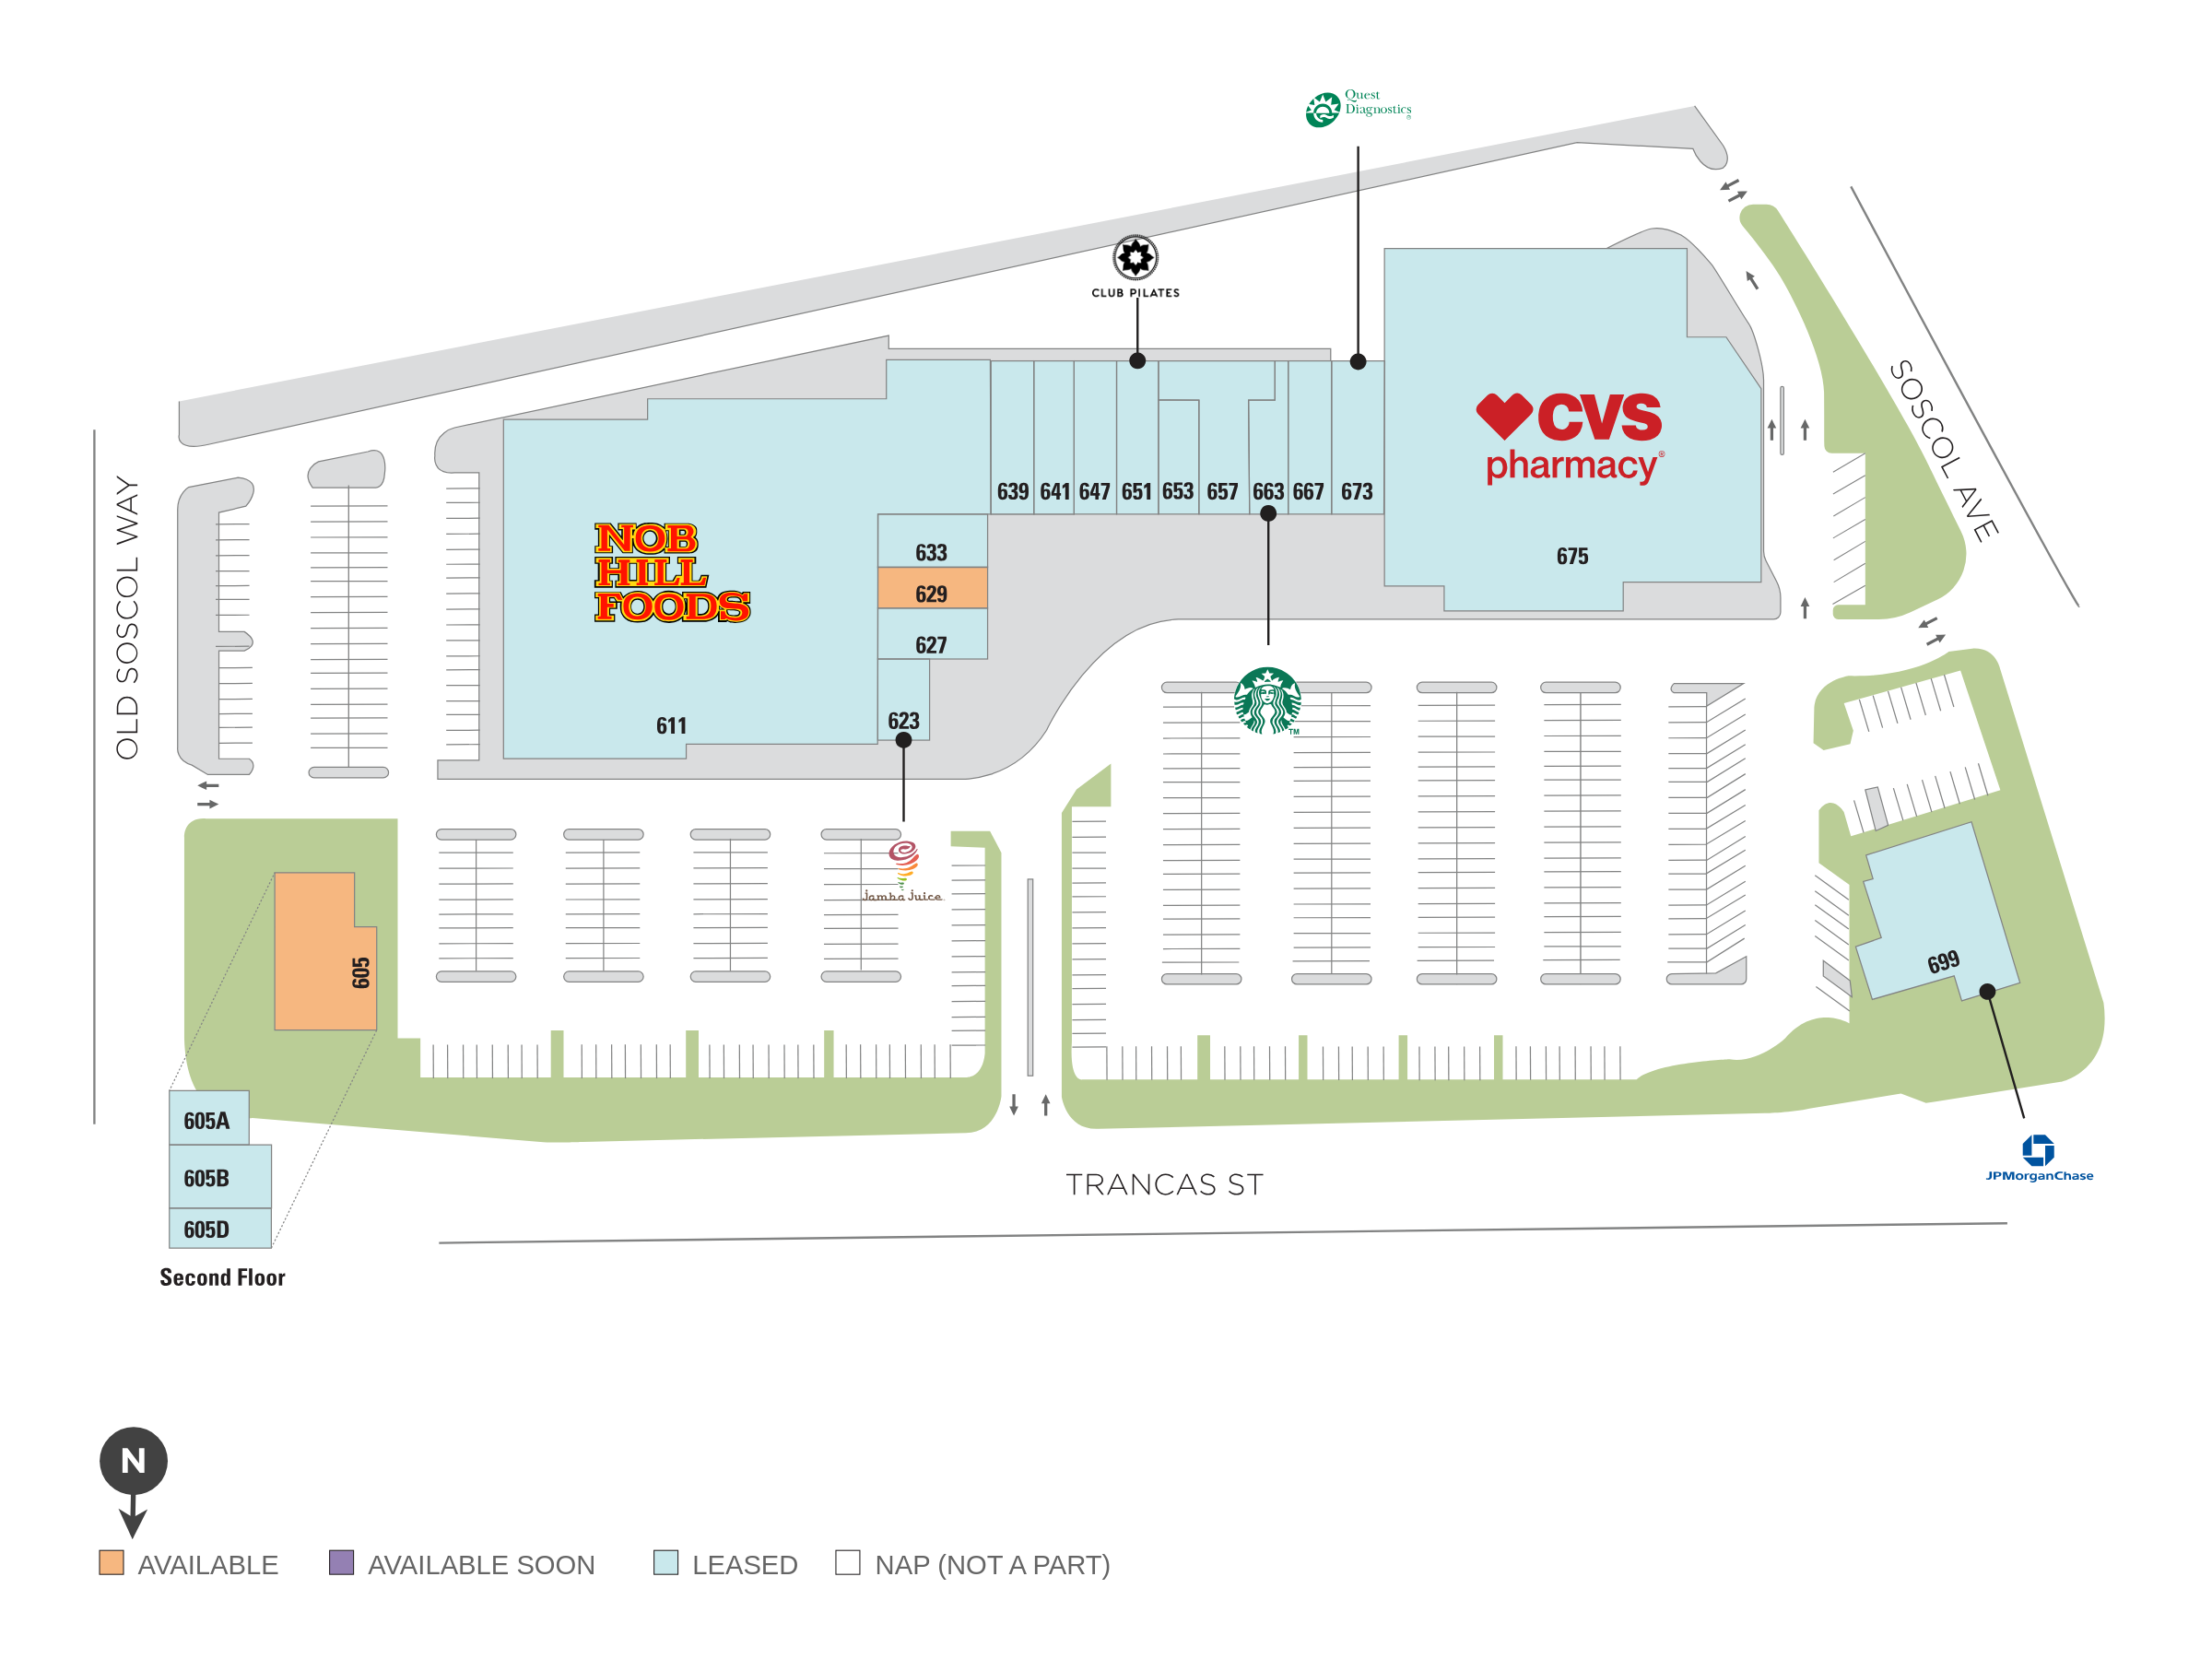 Quest
Diagnostics®
CLUB PILATES
SOSCOL AVE
OLD SOSCOL WAY
CVS
pharmacy®
639
641
647
651
653
657
663
667
673
675
NOB
HILL
FOODS
633
629
627
623
611
TM
Jamba Juice
605
699
605A
605B
605D
Second Floor
TRANCAS ST
JPMorganChase
N
AVAILABLE
AVAILABLE SOON
LEASED
NAP (NOT A PART)